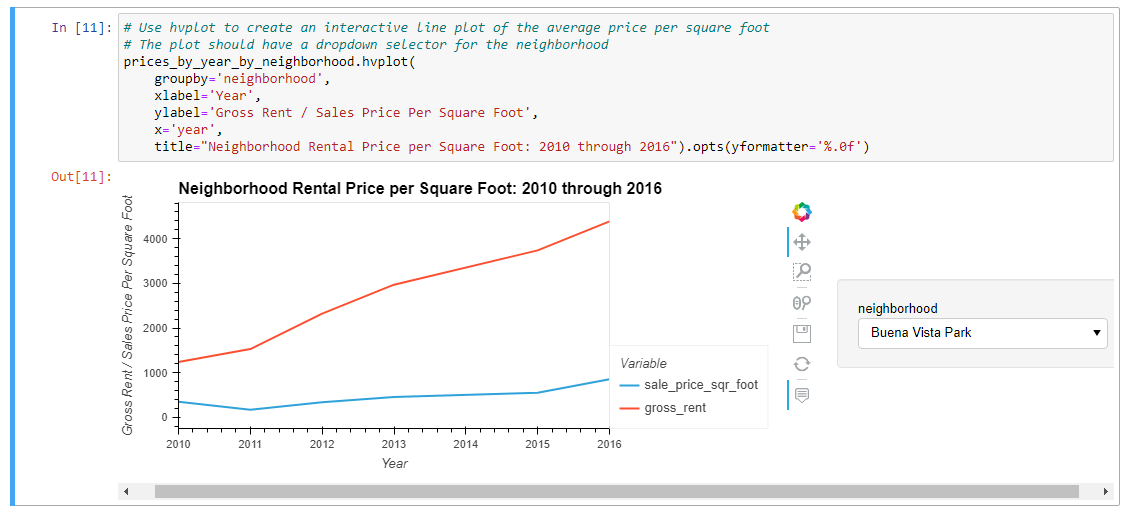 In [11]:
# Use hvplot to create an interactive line plot of the average price per square foot
# The plot should have a dropdown selector for the neighborhood
prices_by_year_by_neighborhood.hvplot(
    groupby='neighborhood',
    xlabel='Year',
    ylabel='Gross Rent / Sales Price Per Square Foot',
    x='year',
    title="Neighborhood Rental Price per Square Foot: 2010 through 2016").opts(yformatter='%.0f')
Out[11]:
Neighborhood Rental Price per Square Foot: 2010 through 2016
Gross Rent / Sales Price Per Square Foot
4000
3000
2000
1000
0
2010 2011 2012 2013 2014 2015 2016
Year
Variable
sale_price_sqr_foot
gross_rent
neighborhood
Buena Vista Park